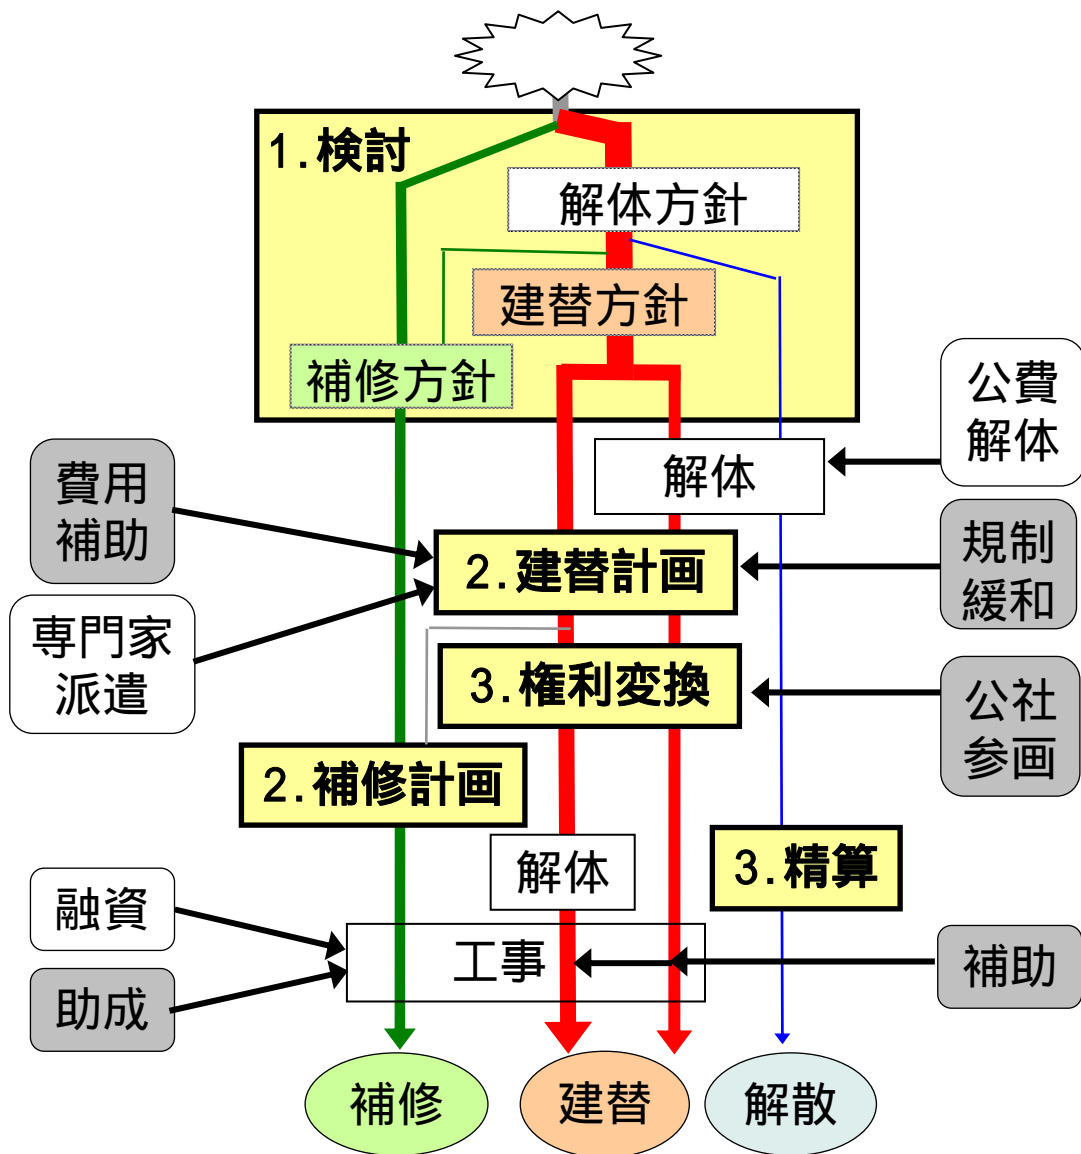 1.検討
解体方針
建替方針
補修方針
公費
解体
解体
費用
補助
規制
緩和
2.建替計画
専門家
派遣
3.権利変換
公社
参画
2.補修計画
解体
3.精算
融資
工事
補助
助成
補修
建替
解散